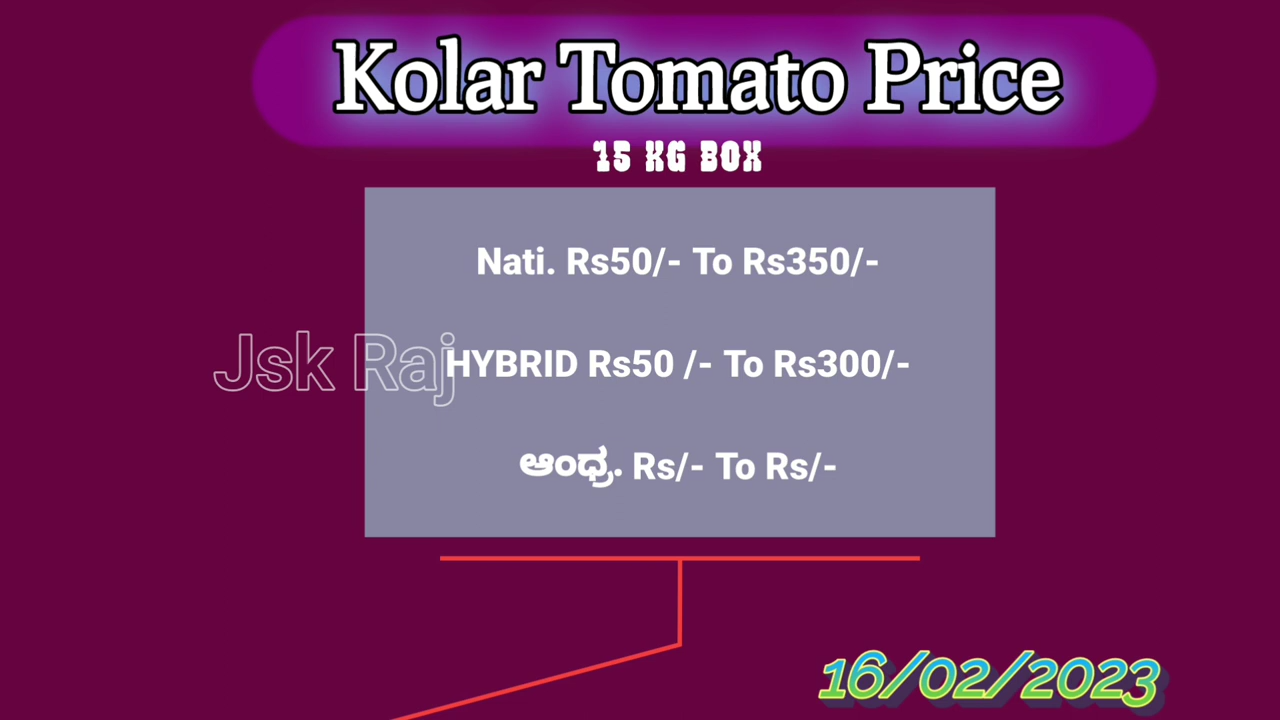 Kolar Tomato Price
15 KG BOX
Nati. Rs50/- To Rs350/-
Jsk Raj
HYBRID Rs50 /- To Rs300/-
ಆಂಧ್ರ. Rs/- To Rs/-
16/02/2023